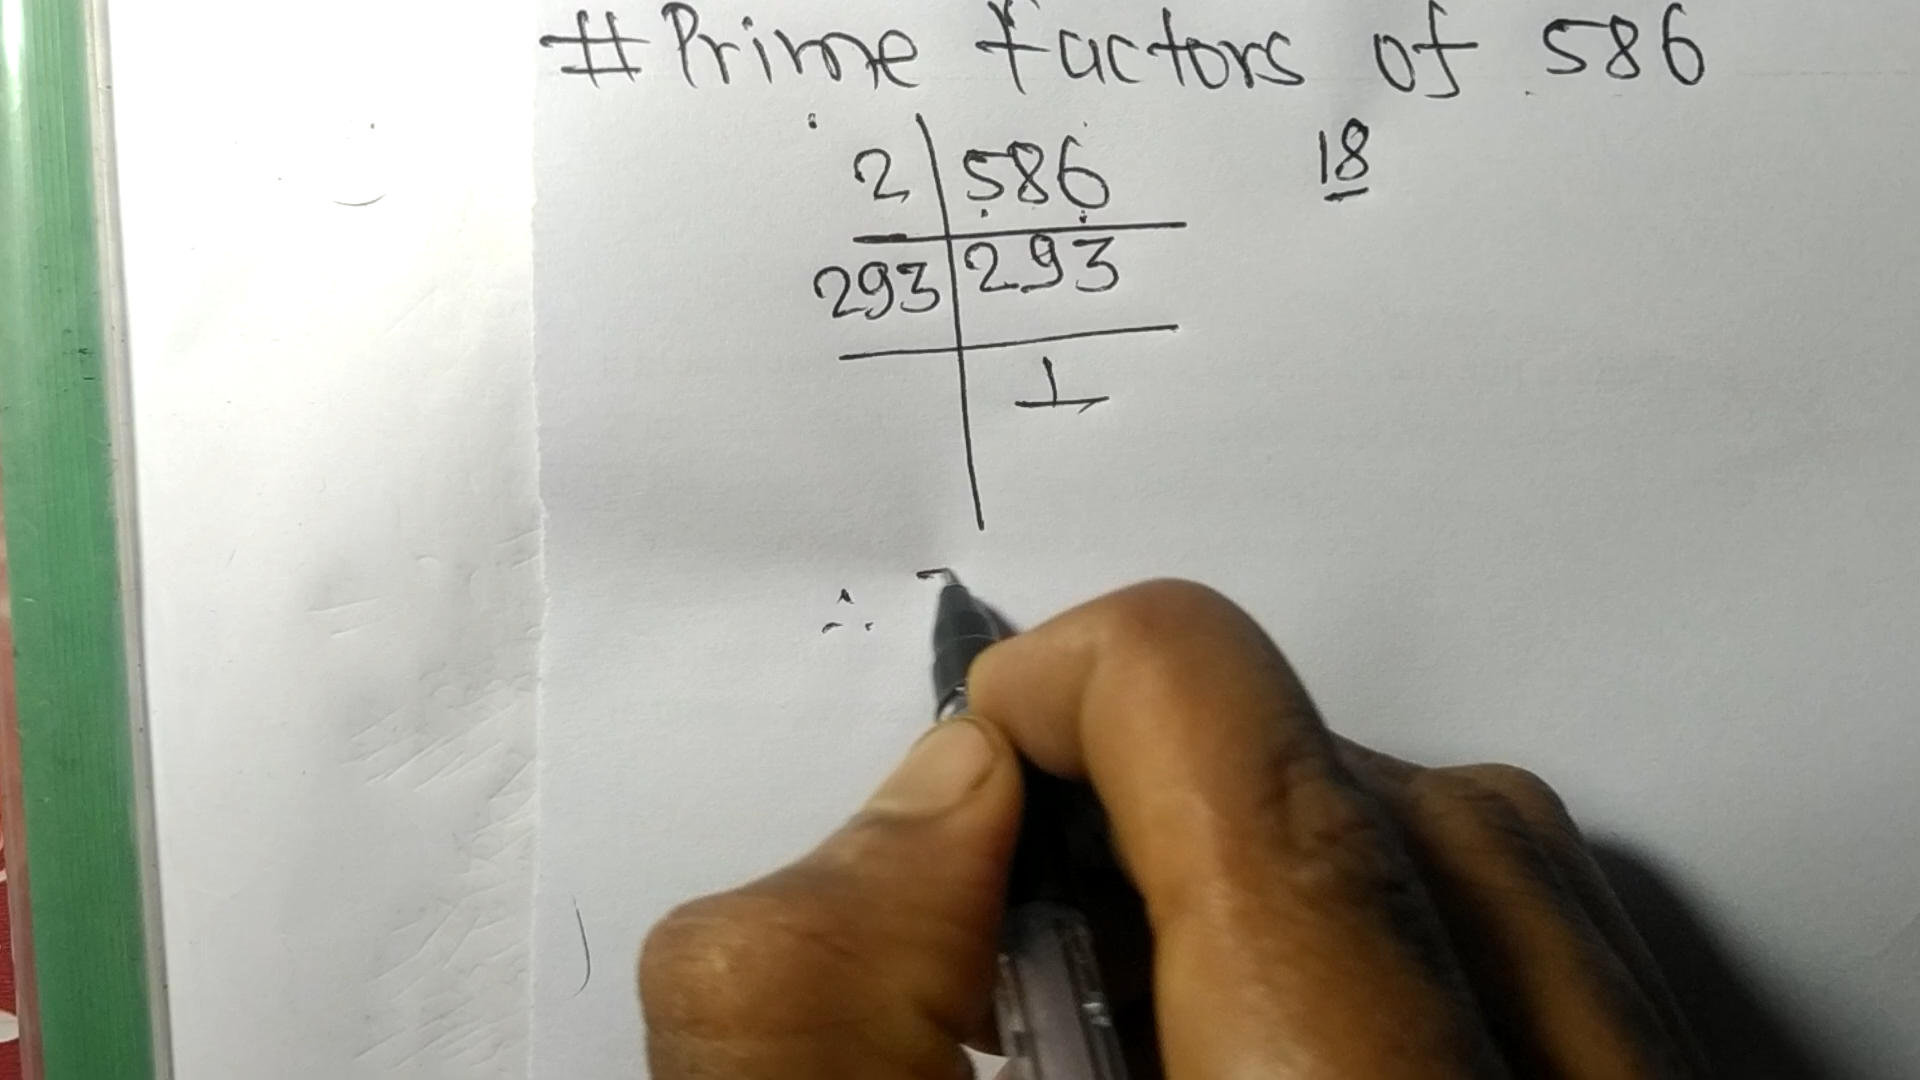 # Prime factors of 586
2 | 586 18
293 | 293
1
∴